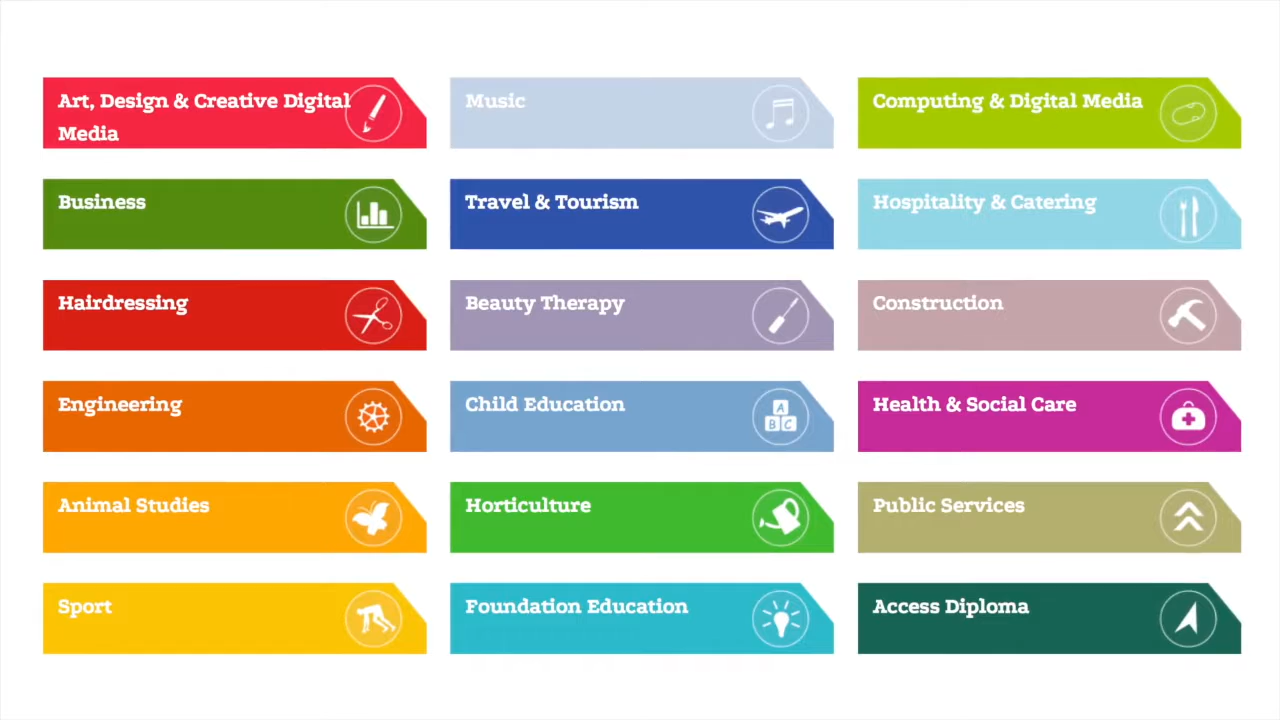 Art, Design & Creative Digital
Media
Music
Computing & Digital Media
Business
Travel & Tourism
Hospitality & Catering
Hairdressing
Beauty Therapy
Construction
Engineering
Child Education
A
B C
Health & Social Care
Animal Studies
Horticulture
Public Services
Sport
Foundation Education
Access Diploma